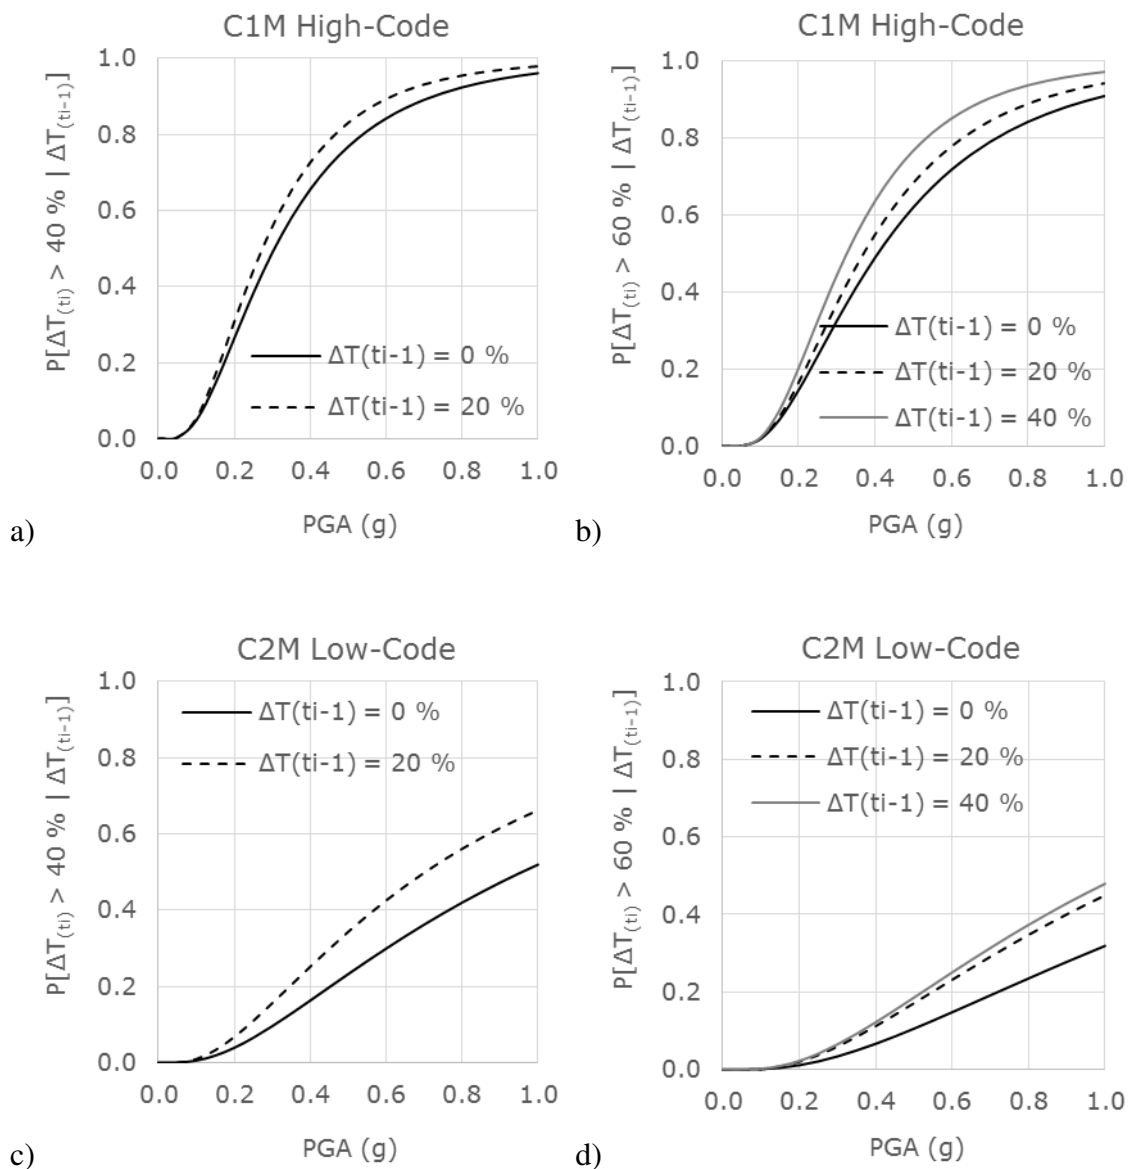 C1M High-Code
P[ΔT(ti) > 40 % | ΔT(ti-1)]
1.0
0.8
0.6
0.4
0.2
0.0
ΔT(ti-1) = 0 %
ΔT(ti-1) = 20 %
0.0 0.2 0.4 0.6 0.8 1.0
PGA (g)
a)
C1M High-Code
P[ΔT(ti) > 60 % | ΔT(ti-1)]
1.0
0.8
0.6
0.4
0.2
0.0
ΔT(ti-1) = 0 %
ΔT(ti-1) = 20 %
ΔT(ti-1) = 40 %
0.0 0.2 0.4 0.6 0.8 1.0
PGA (g)
b)
C2M Low-Code
P[ΔT(ti) > 40 % | ΔT(ti-1)]
1.0
0.8
0.6
0.4
0.2
0.0
ΔT(ti-1) = 0 %
ΔT(ti-1) = 20 %
0.0 0.2 0.4 0.6 0.8 1.0
PGA (g)
c)
C2M Low-Code
P[ΔT(ti) > 60 % | ΔT(ti-1)]
1.0
0.8
0.6
0.4
0.2
0.0
ΔT(ti-1) = 0 %
ΔT(ti-1) = 20 %
ΔT(ti-1) = 40 %
0.0 0.2 0.4 0.6 0.8 1.0
PGA (g)
d)